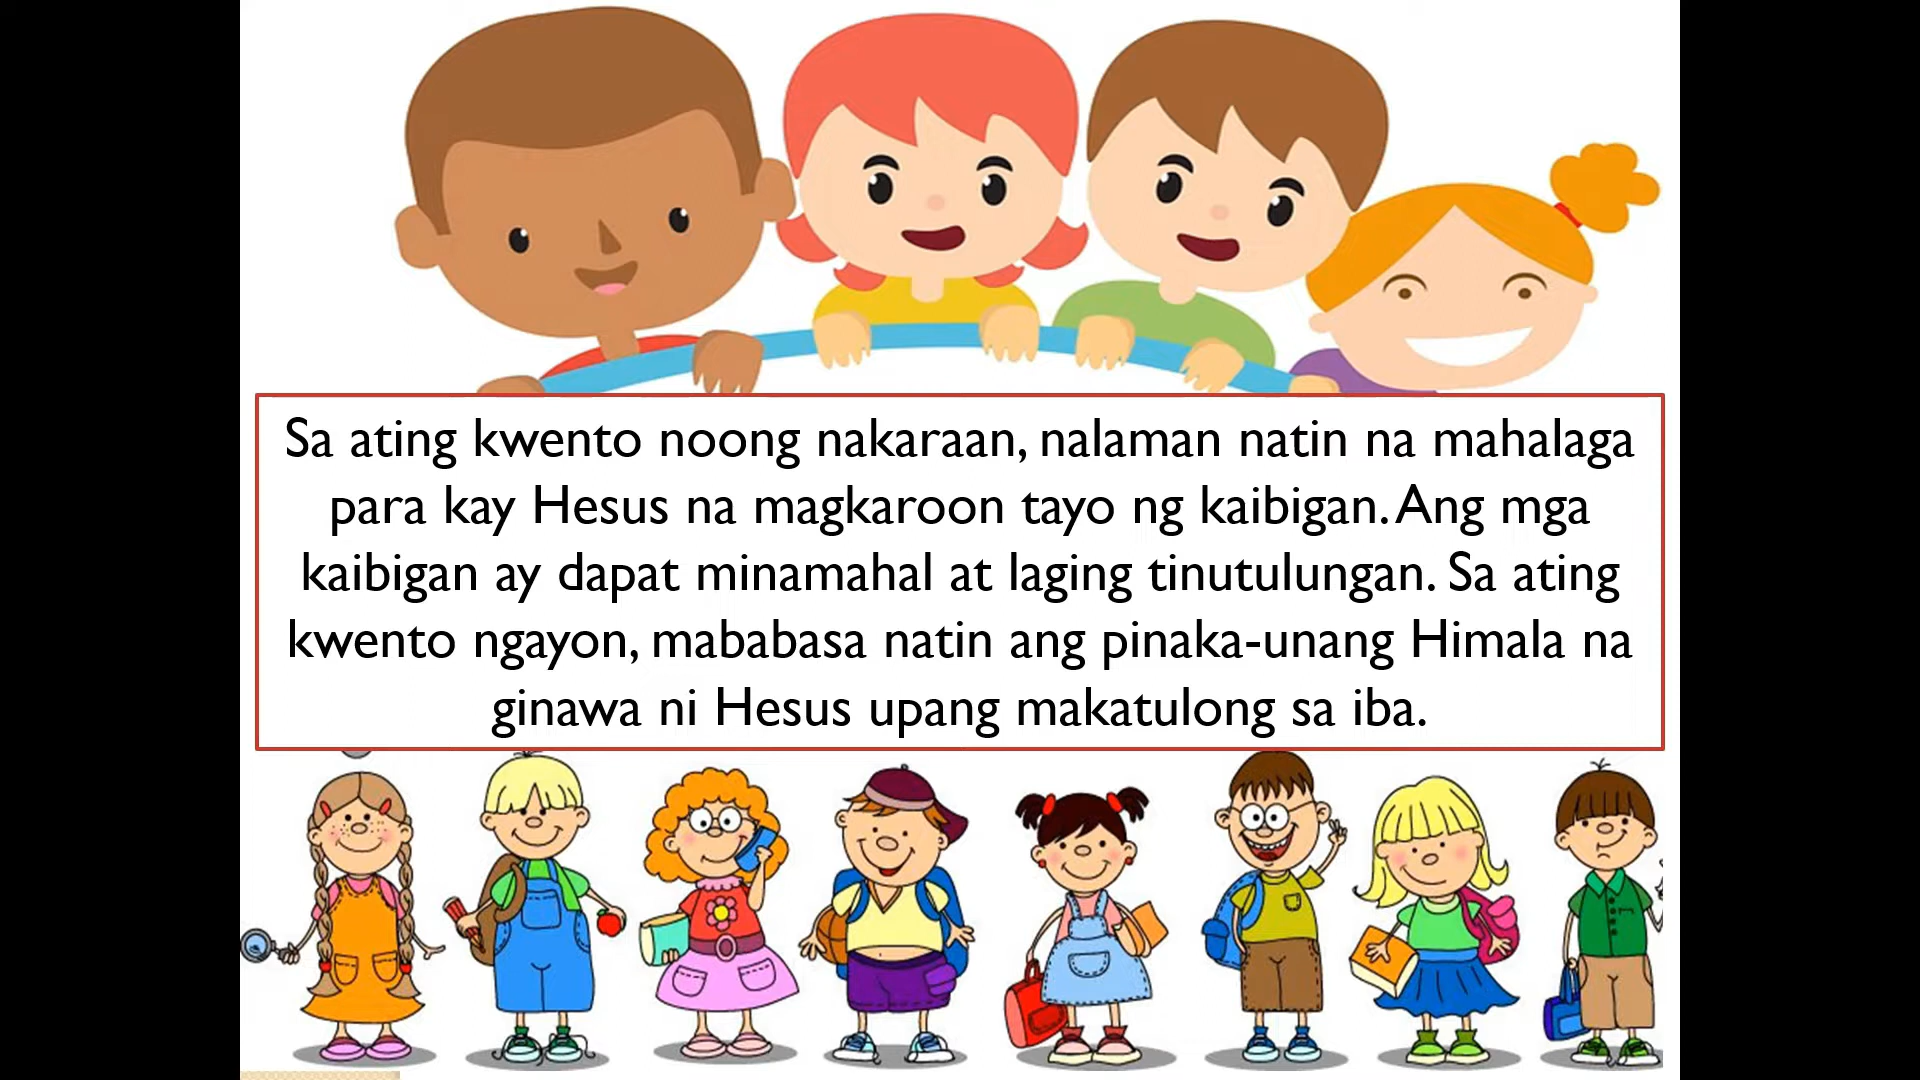 Sa ating kwento noong nakaraan, nalaman natin na mahalaga
para kay Hesus na magkaroon tayo ng kaibigan. Ang mga
kaibigan ay dapat minamahal at laging tinutulungan. Sa ating
kwento ngayon, mababasa natin ang pinaka-unang Himala na
ginawa ni Hesus upang makatulong sa iba.